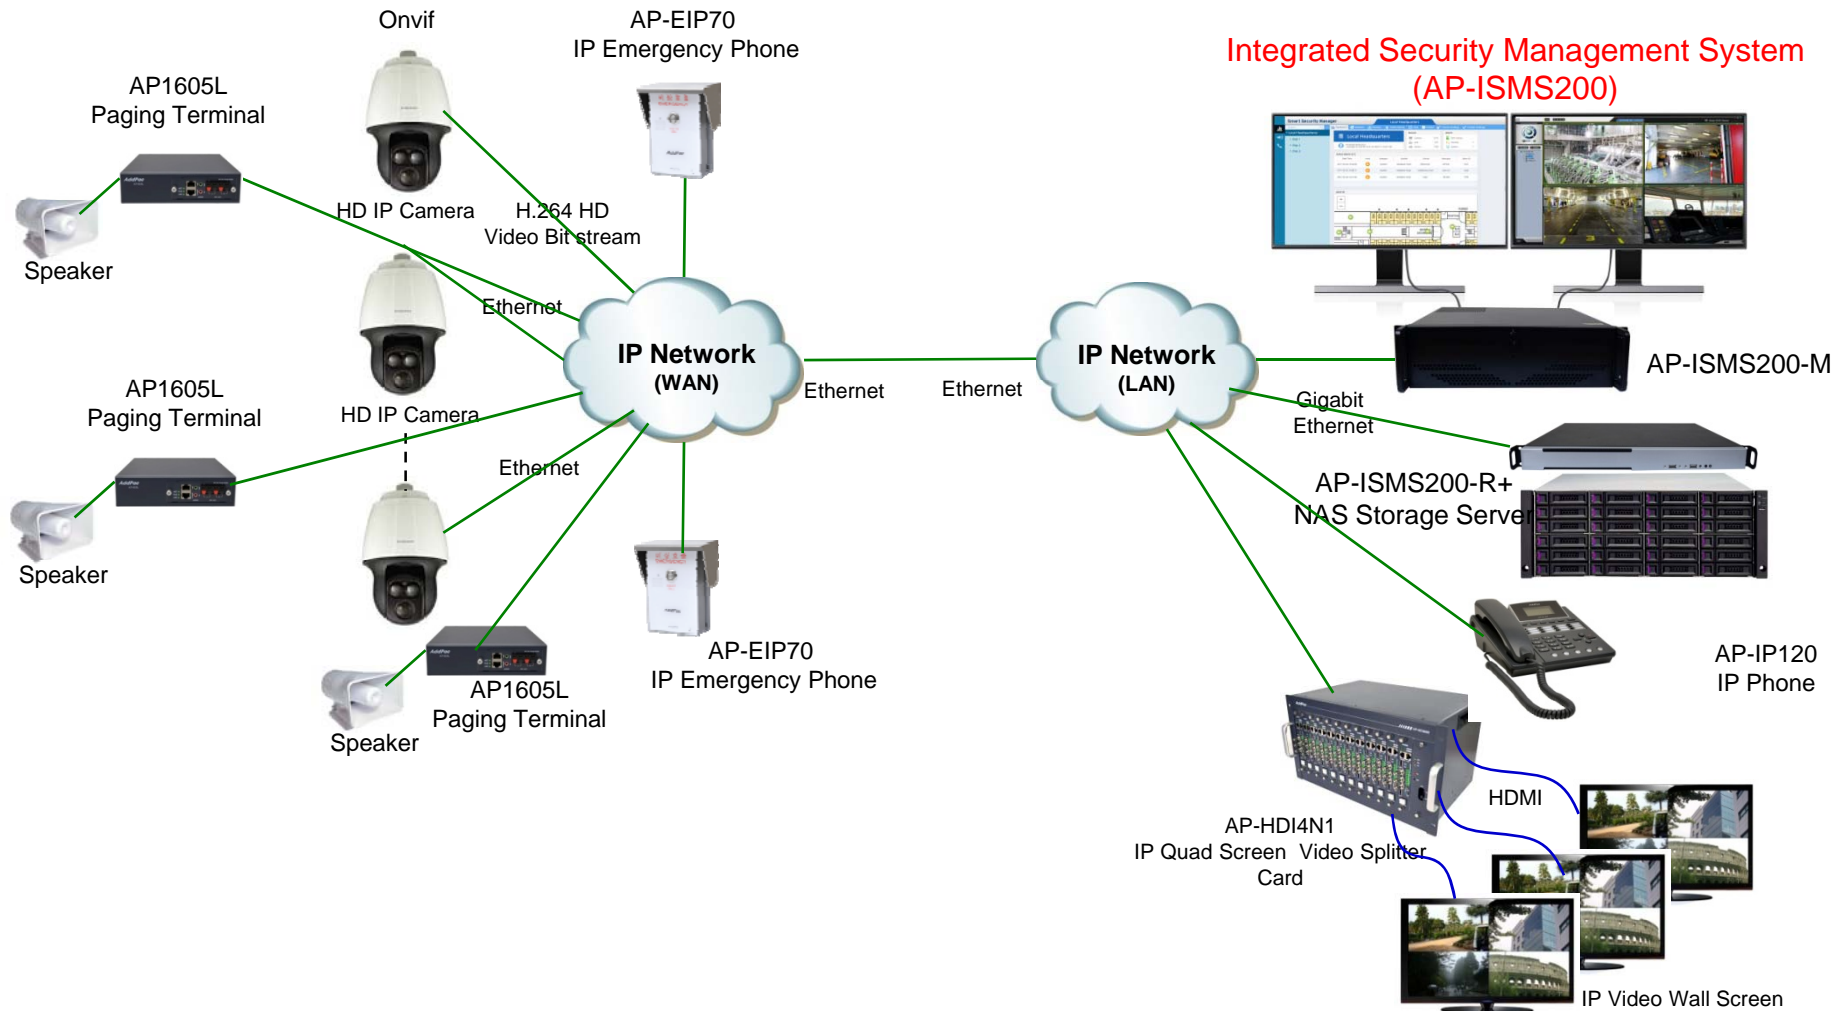 Onvif
AP-EIP70
IP Emergency Phone
Integrated Security Management System
(AP-ISMS200)
AP1605L
Paging Terminal
HD IP Camera
H.264 HD
Video Bit stream
Speaker
Ethernet
IP Network
(WAN)
Ethernet
Ethernet
IP Network
(LAN)
AP-ISMS200-M
AP1605L
Paging Terminal
HD IP Camera
Gigabit
Ethernet
Ethernet
AP-ISMS200-R+
NAS Storage Server
Speaker
AP-EIP70
IP Emergency Phone
AP-IP120
IP Phone
AP1605L
Paging Terminal
Speaker
HDMI
AP-HDI4N1
IP Quad Screen  Video Splitter
Card
IP Video Wall Screen